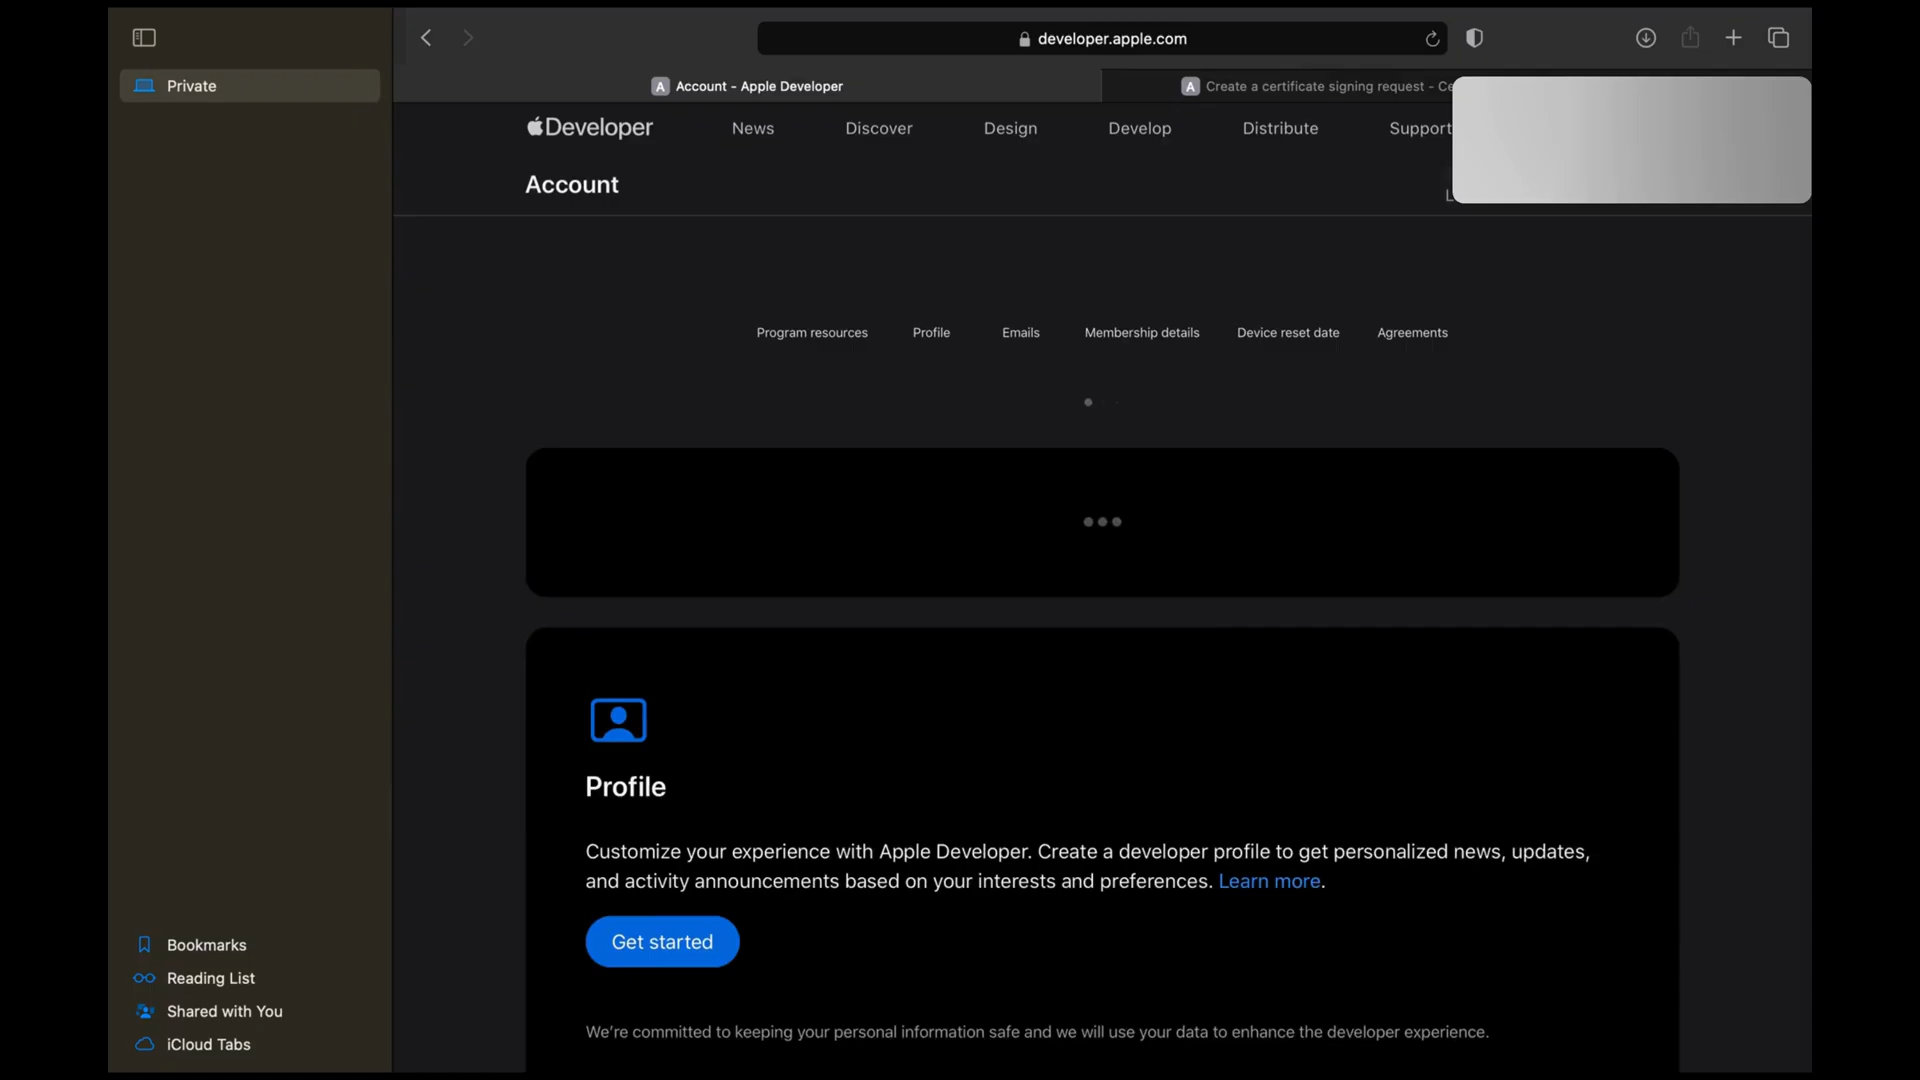 Private
developer.apple.com
Account - Apple Developer
Create a certificate signing request - Ce
Developer
News
Discover
Design
Develop
Distribute
Support
Account
Program resources
Profile
Emails
Membership details
Device reset date
Agreements
Profile
Customize your experience with Apple Developer. Create a developer profile to get personalized news, updates,
and activity announcements based on your interests and preferences. Learn more.
Get started
We're committed to keeping your personal information safe and we will use your data to enhance the developer experience.
Bookmarks
Reading List
Shared with You
iCloud Tabs